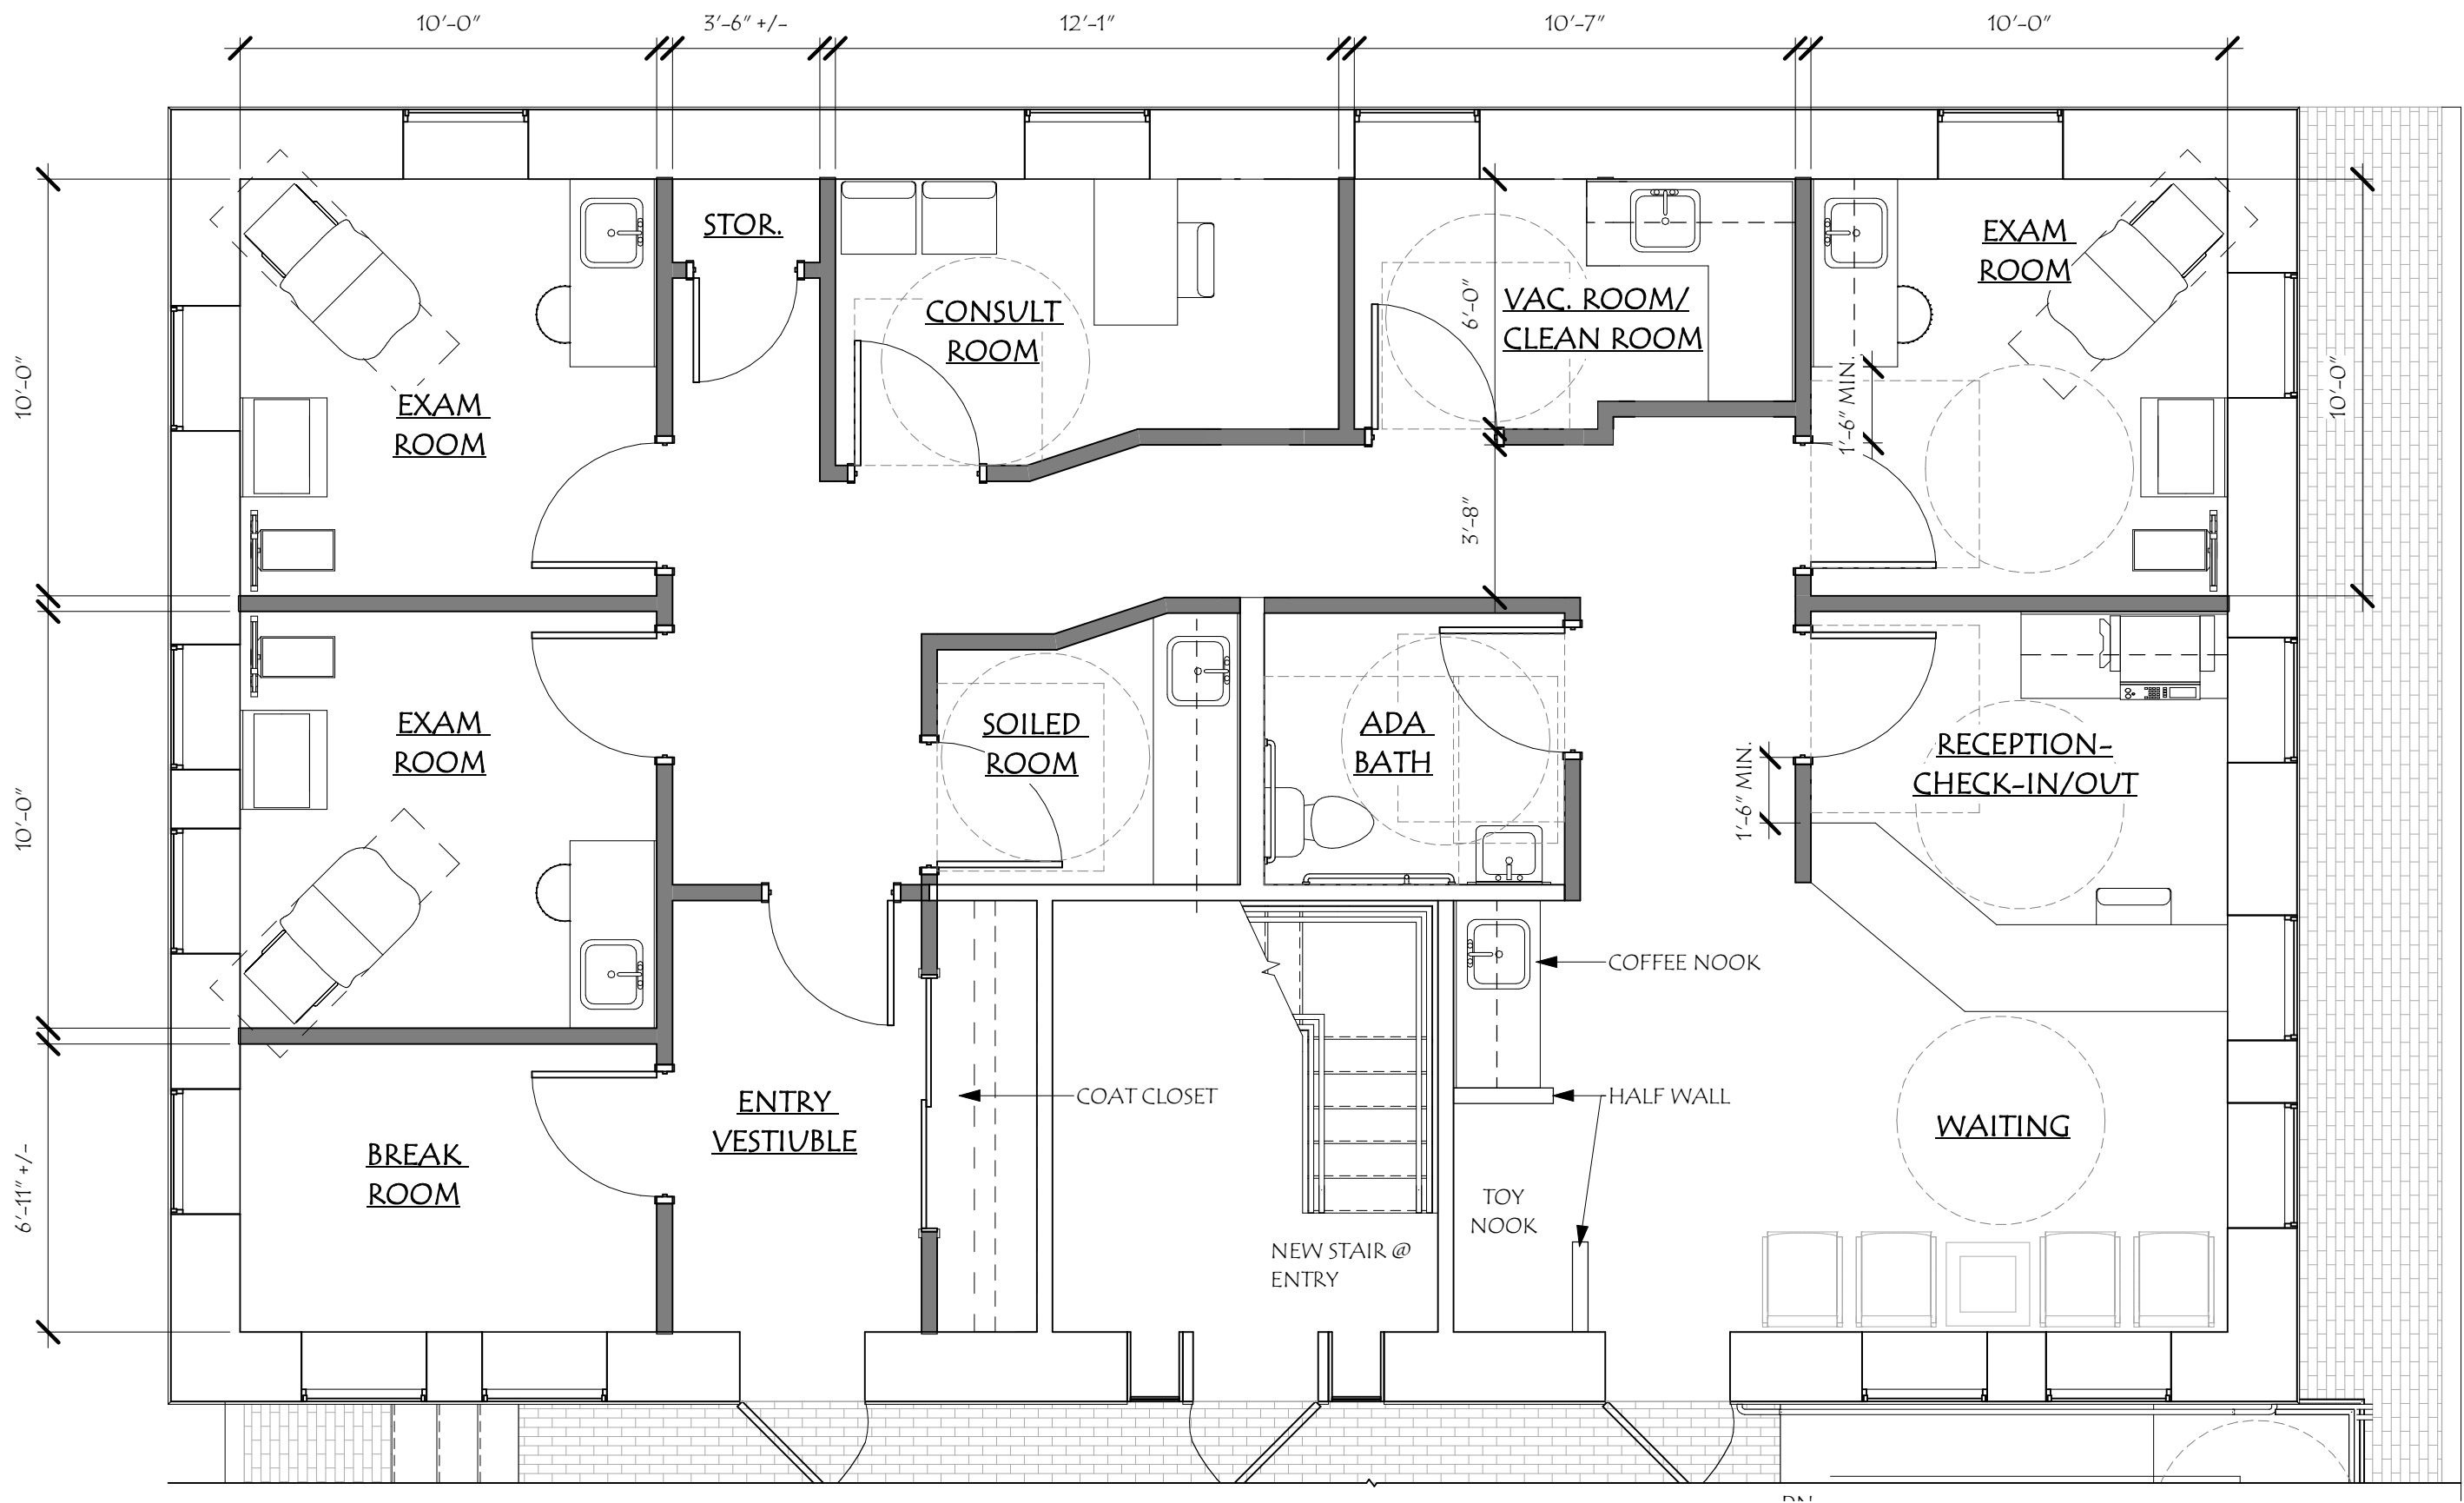 10'-0"
3'-6" +/-
12'-1"
10'-7"
10'-0"
STOR.
EXAM
ROOM
CONSULT
ROOM
6'-0"
VAC. ROOM/
CLEAN ROOM
10'-0"
EXAM
ROOM
1'-6" MIN.
10'-0"
3'-8"
EXAM
ROOM
SOILED
ROOM
ADA
BATH
RECEPTION-
CHECK-IN/OUT
1'-6" MIN.
10'-0"
COFFEE NOOK
ENTRY
VESTIUBLE
COAT CLOSET
HALF WALL
WAITING
BREAK
ROOM
6'-11" +/-
TOY
NOOK
NEW STAIR @
ENTRY